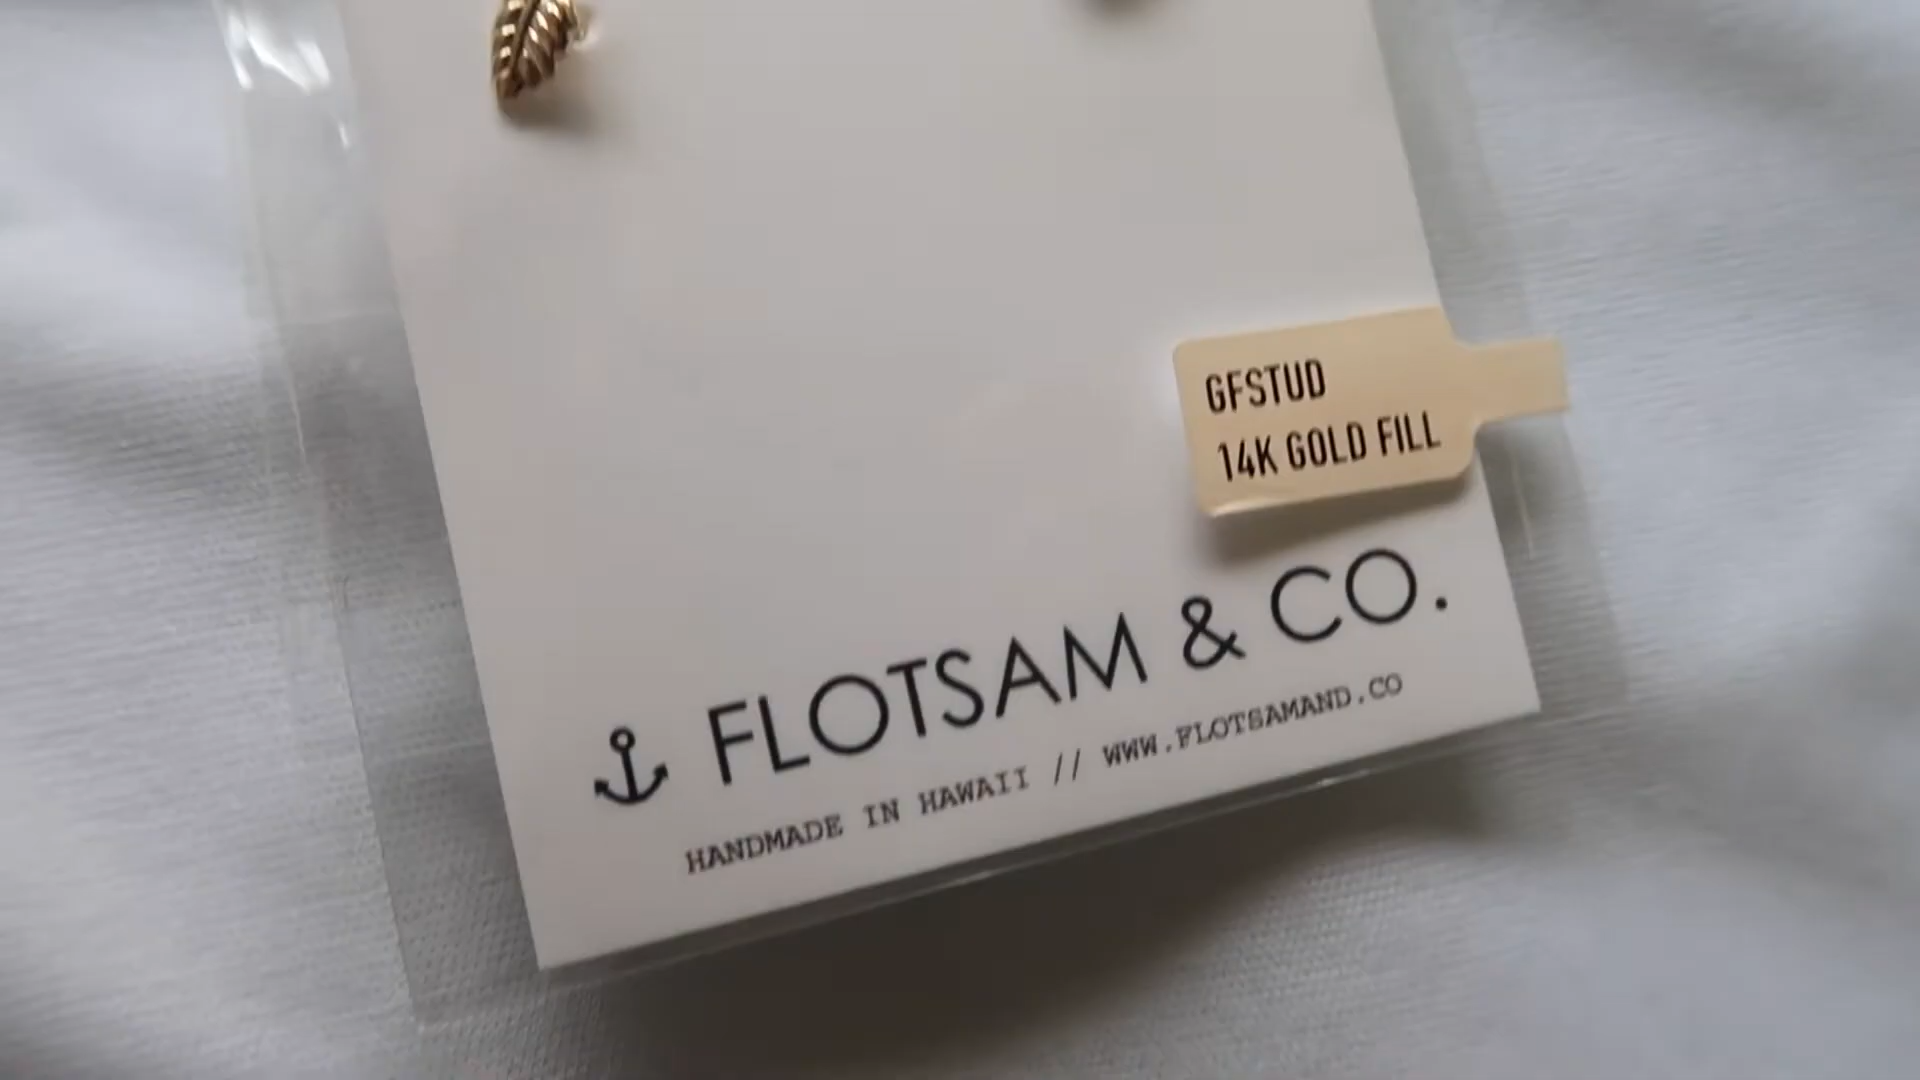 GFSTUD
14K GOLD FILL
FLOTSAM & CO.
HANDMADE IN HAWAII // WWW.FLOTSAMAND.CO